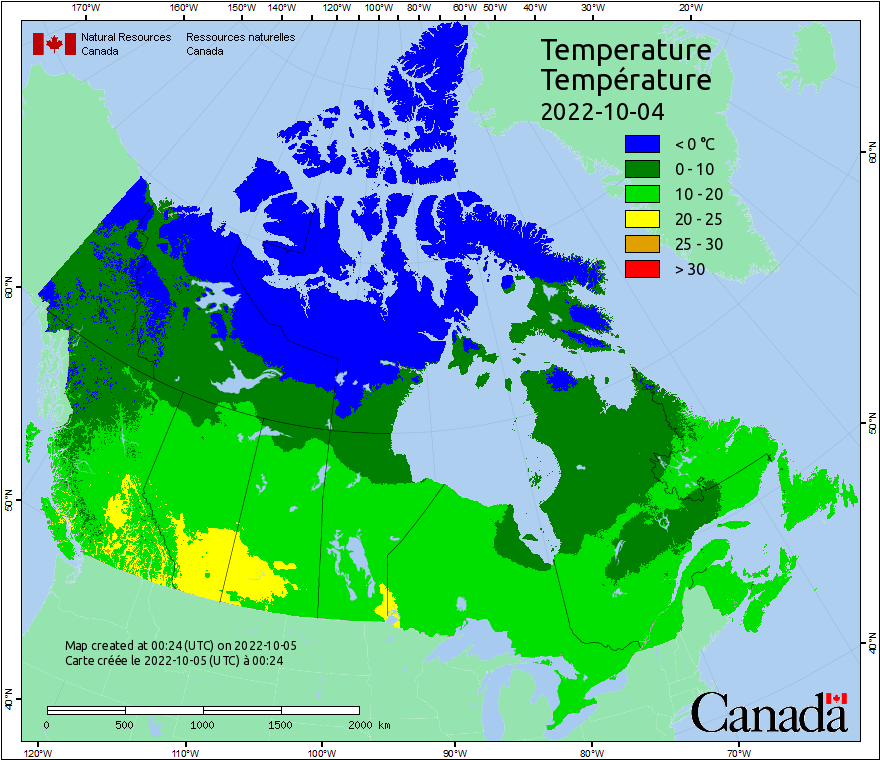 170°W 160°W 150°W 140°W 130°W 120°W 110°W 100°W 90°W 80°W 60°W 50°W 40°W 30°W 20°W
Natural Resources Canada
Ressources naturelles Canada
Temperature
Température
2022-10-04
< 0 °C
0 - 10
10 - 20
20 - 25
25 - 30
> 30
60°N
60°N
50°N
50°N
40°N
40°N
Map created at 00:24 (UTC) on 2022-10-05
Carte créée le 2022-10-05 (UTC) à 00:24
0 500 1000 1500 2000 km
Canada
120°W 110°W 100°W 90°W 80°W 70°W